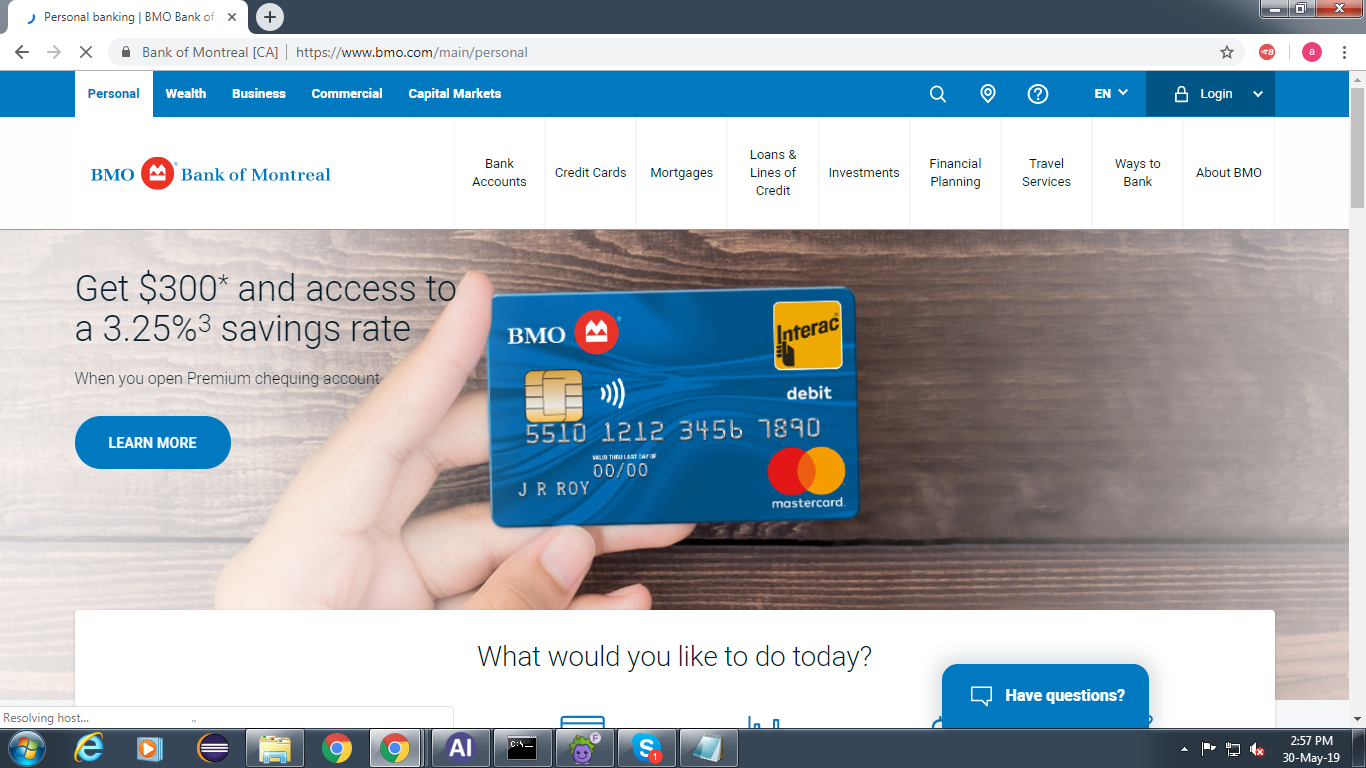 Personal banking | BMO Bank of
Bank of Montreal [CA] | https://www.bmo.com/main/personal
a
Personal Wealth Business Commercial Capital Markets EN Login
BMO Bank of Montreal
Bank Accounts
Credit Cards
Mortgages
Loans & Lines of Credit
Investments
Financial Planning
Travel Services
Ways to Bank
About BMO
Get $300* and access to
a 3.25%3 savings rate
When you open Premium chequing account
LEARN MORE
BMO
Interac
debit
5510 1212 3456 7890
VALID THRU LAST DAY OF
00/00
J R ROY
mastercard.
What would you like to do today?
Have questions?
Resolving host...
AI
C:\
F
S
1
2:57 PM
30-May-19